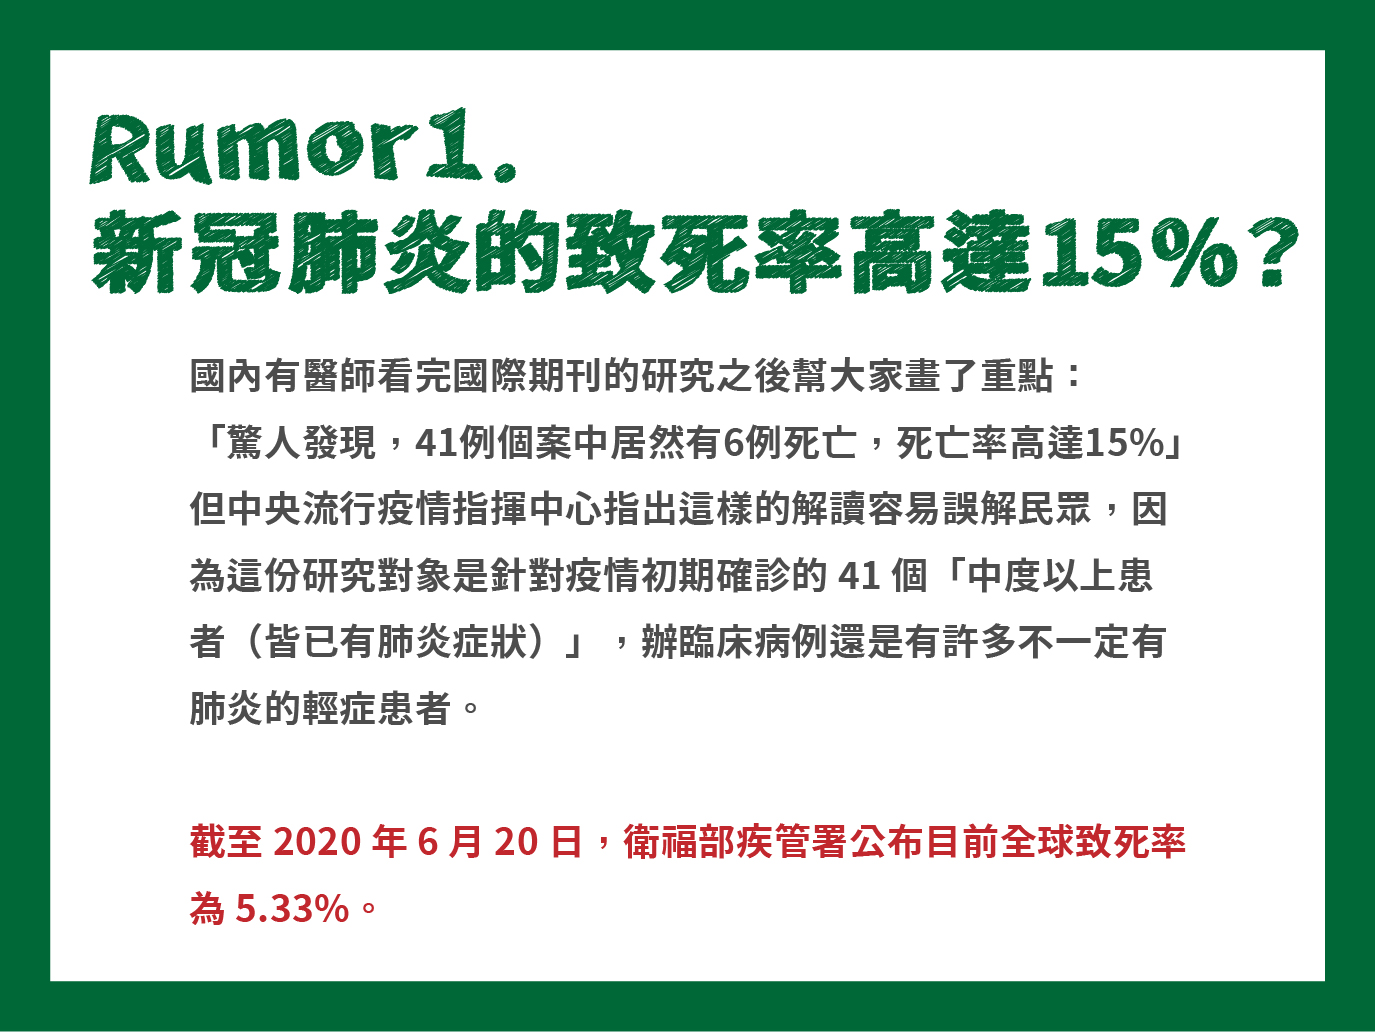 Rumor1.
新冠肺炎的致死率高達15%?
國內有醫師看完國際期刊的研究之後幫大家畫了重點：
「驚人發現，41例個案中居然有6例死亡，死亡率高達15%」
但中央流行疫情指揮中心指出這樣的解讀容易誤解民眾，因
為這份研究對象是針對疫情初期確診的 41 個「中度以上患
者（皆已有肺炎症狀）」，辦臨床病例還是有許多不一定有
肺炎的輕症患者。
截至 2020 年 6 月 20 日，衛福部疾管署公布目前全球致死率
為 5.33%。